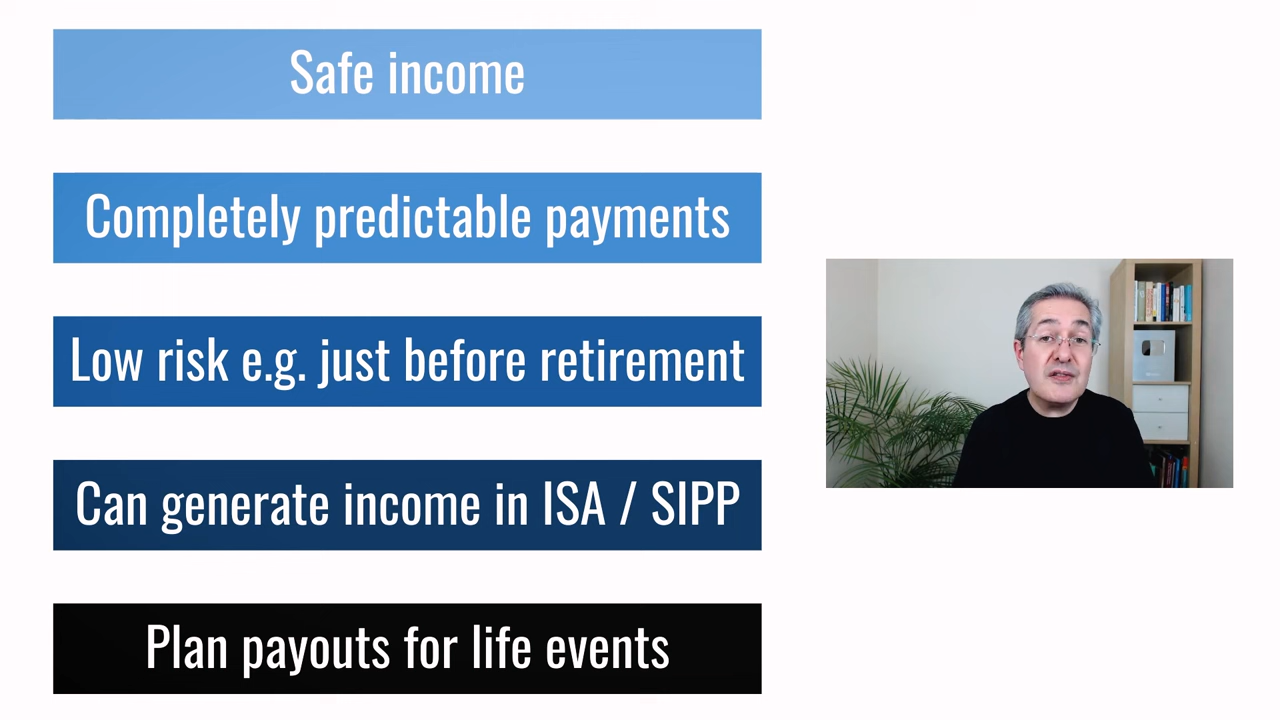 Safe income
Completely predictable payments
Low risk e.g. just before retirement
Can generate income in ISA / SIPP
Plan payouts for life events